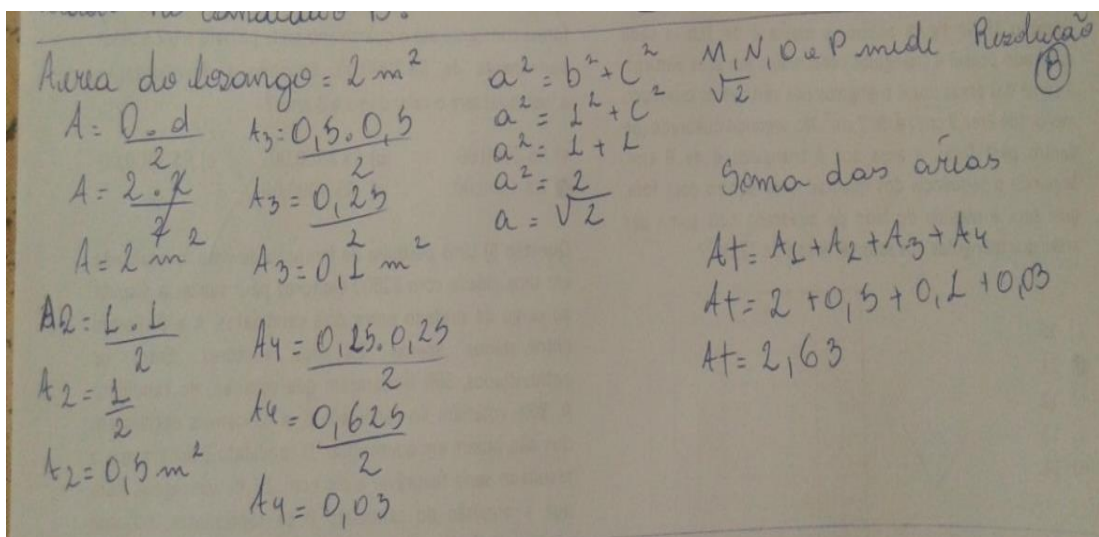 Aerea do losango = 2 m²
A = D . d / 2
A = 2 . 2 / 2
A = 2 m²
A2 = 1 . 1 / 2
A2 = 1 / 2
A2 = 0,5 m²
A3 = 0,5 . 0,5 / 2
A3 = 0,25 / 2
A3 = 0,1 m²
A4 = 0,25 . 0,25 / 2
A4 = 0,625 / 2
A4 = 0,03
a² = b² + c²
a² = 1² + c²
a² = 1 + 1
a² = 2
a = √2
M, N, O e P mede
√2
Resolução
B
Soma das aréas
At = A1 + A2 + A3 + A4
At = 2 + 0,5 + 0,1 + 0,03
At = 2,63